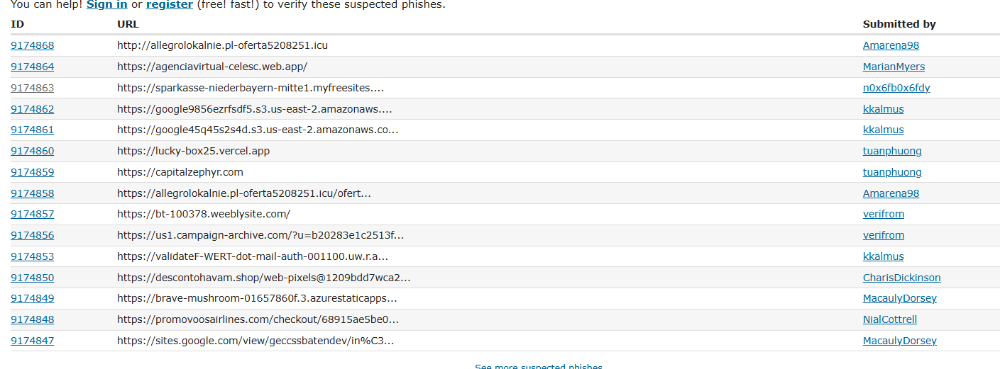 You can help! Sign in or register (free! fast!) to verify these suspected phishes.
ID URL Submitted by
9174868 http://allegrolokalnie.pl-oferta5208251.icu Amarena98
9174864 https://agenciavirtual-celesc.web.app/ MarianMyers
9174863 https://sparkasse-niederbayern-mitte1.myfreesites.... n0x6fb0x6fdy
9174862 https://google9856ezrfsdf5.s3.us-east-2.amazonaws.... kkalmus
9174861 https://google45q45s2s4d.s3.us-east-2.amazonaws.co... kkalmus
9174860 https://lucky-box25.vercel.app tuanphuong
9174859 https://capitalzephyr.com tuanphuong
9174858 https://allegrolokalnie.pl-oferta5208251.icu/ofert... Amarena98
9174857 https://bt-100378.weeblysite.com/ verifrom
9174856 https://us1.campaign-archive.com/?u=b20283e1c2513f... verifrom
9174853 https://validateF-WERT-dot-mail-auth-001100.uw.r.a... kkalmus
9174850 https://descontohavam.shop/web-pixels@1209bdd7wca2... CharisDickinson
9174849 https://brave-mushroom-01657860f.3.azurestaticapps... MacaulyDorsey
9174848 https://promovoosairlines.com/checkout/68915ae5be0... NialCottrell
9174847 https://sites.google.com/view/geccssbatendev/in%C3... MacaulyDorsey
See more suspected phishes